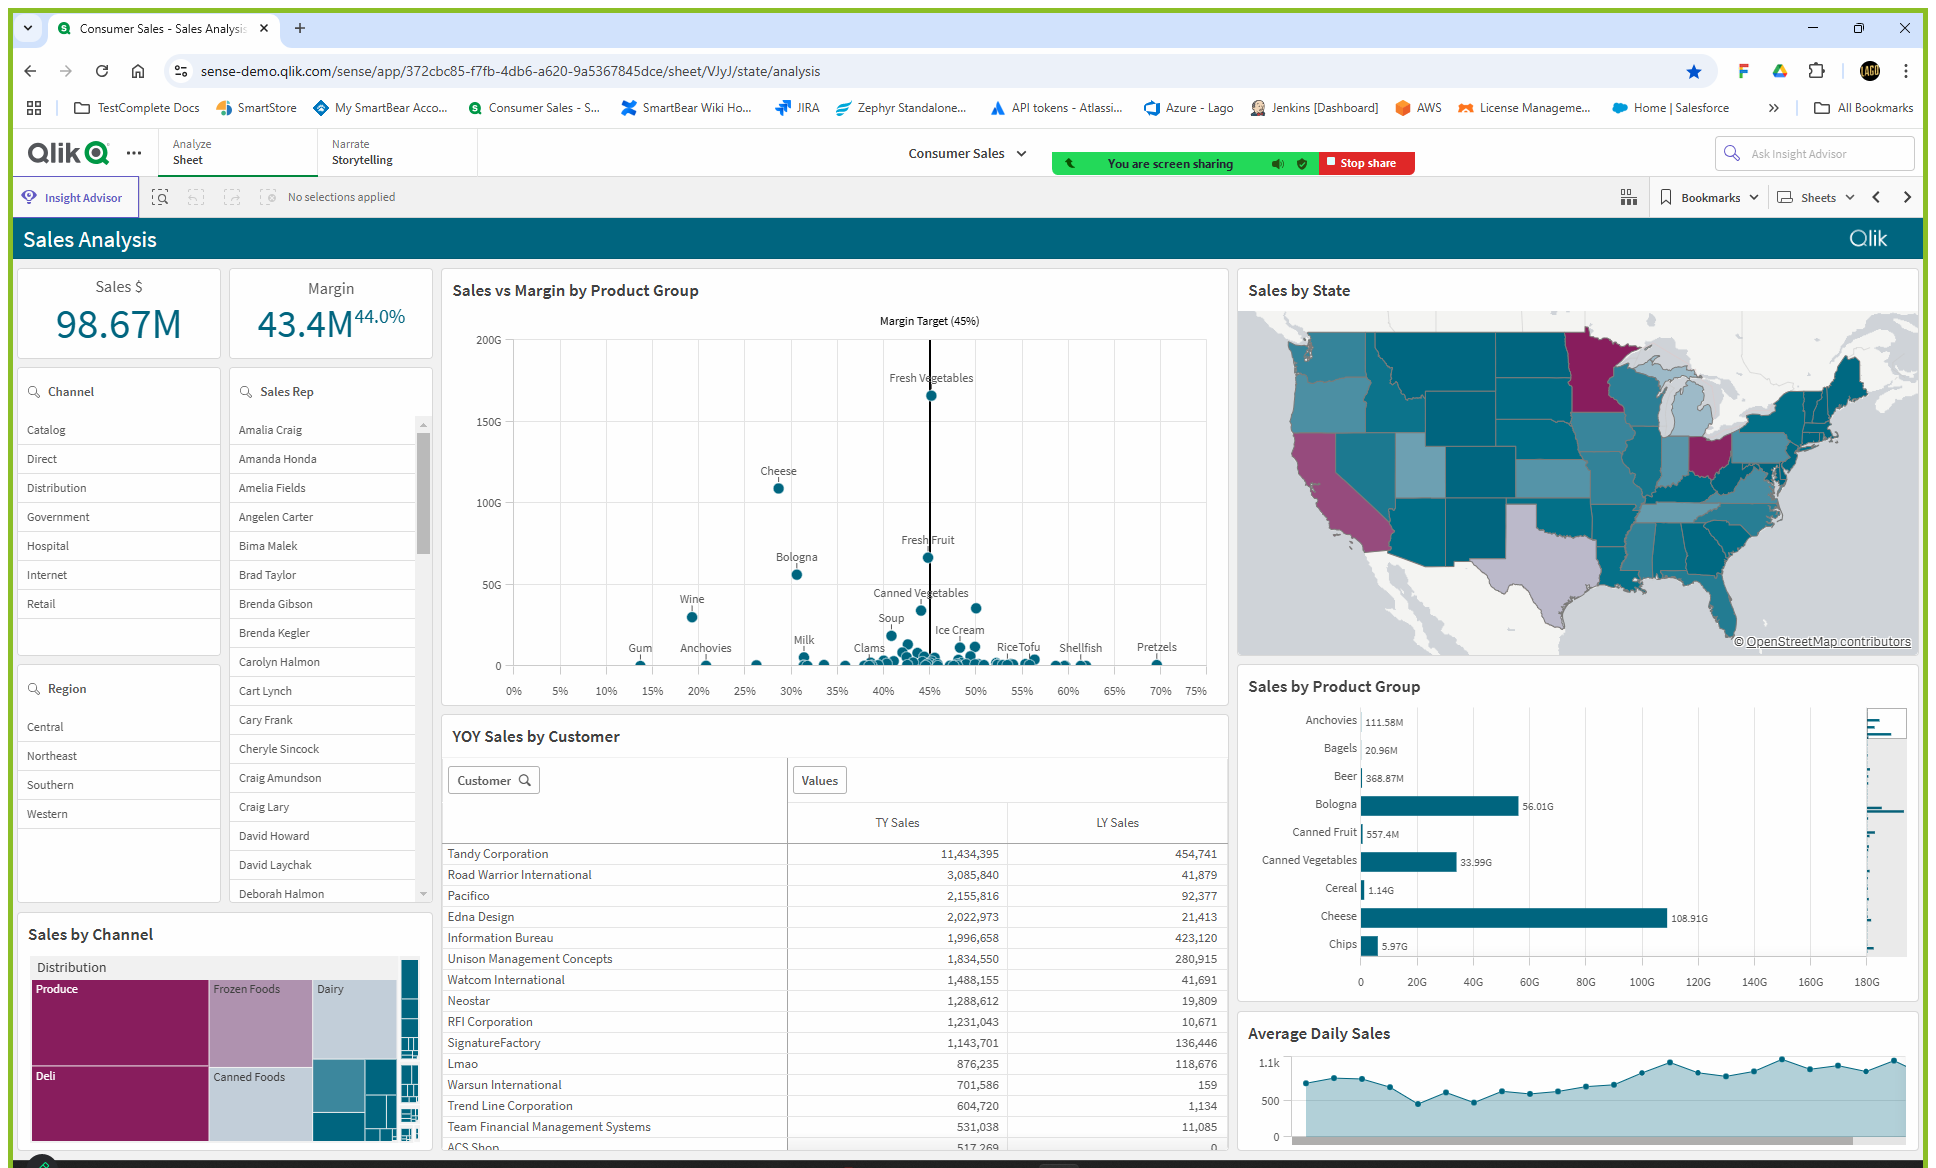 Consumer Sales - Sales Analysis
sense-demo.qlik.com/sense/app/372cbc85-f7fb-4db6-a620-9a5367845dce/sheet/VJyJ/state/analysis
TestComplete Docs
SmartStore
My SmartBear Acco...
Consumer Sales - S...
SmartBear Wiki Ho...
JIRA
Zephyr Standalone...
API tokens - Atlassi...
Azure - Lago
Jenkins [Dashboard]
AWS
License Manageme...
Home | Salesforce
All Bookmarks
Qlik
Analyze
Sheet
Narrate
Storytelling
Consumer Sales
You are screen sharing
Stop share
Ask Insight Advisor
Insight Advisor
No selections applied
Bookmarks
Sheets
Sales Analysis
Qlik
Sales $
98.67M
Margin
43.4M 44.0%
Channel
Catalog
Direct
Distribution
Government
Hospital
Internet
Retail
Region
Central
Northeast
Southern
Western
Sales Rep
Amalia Craig
Amanda Honda
Amelia Fields
Angelen Carter
Bima Malek
Brad Taylor
Brenda Gibson
Brenda Kegler
Carolyn Halmon
Cart Lynch
Cary Frank
Cheryle Sincock
Craig Amundson
Craig Lary
David Howard
David Laychak
Deborah Halmon
Sales by Channel
Distribution
Produce
Frozen Foods
Dairy
Deli
Canned Foods
Sales vs Margin by Product Group
Margin Target (45%)
200G
150G
100G
50G
0
Fresh Vegetables
Cheese
Fresh Fruit
Bologna
Canned Vegetables
Wine
Soup
Ice Cream
Milk
Gum
Anchovies
Clams
Rice
Tofu
Shellfish
Pretzels
0% 5% 10% 15% 20% 25% 30% 35% 40% 45% 50% 55% 60% 65% 70% 75%
YOY Sales by Customer
Customer
Values
TY Sales LY Sales
Tandy Corporation 11,434,395 454,741
Road Warrior International 3,085,840 41,879
Pacifico 2,155,816 92,377
Edna Design 2,022,973 21,413
Information Bureau 1,996,658 423,120
Unison Management Concepts 1,834,550 280,915
Watcom International 1,488,155 41,691
Neostar 1,288,612 19,809
RFI Corporation 1,231,043 10,671
SignatureFactory 1,143,701 136,446
Lmao 876,235 118,676
Warsun International 701,586 159
Trend Line Corporation 604,720 1,134
Team Financial Management Systems 531,038 11,085
ACS Shop 517,269 0
Sales by State
© OpenStreetMap contributors
Sales by Product Group
Anchovies 111.58M
Bagels 20.96M
Beer 368.87M
Bologna 56.01G
Canned Fruit 557.4M
Canned Vegetables 33.99G
Cereal 1.14G
Cheese 108.91G
Chips 5.97G
0 20G 40G 60G 80G 100G 120G 140G 160G 180G
Average Daily Sales
1.1k
500
0